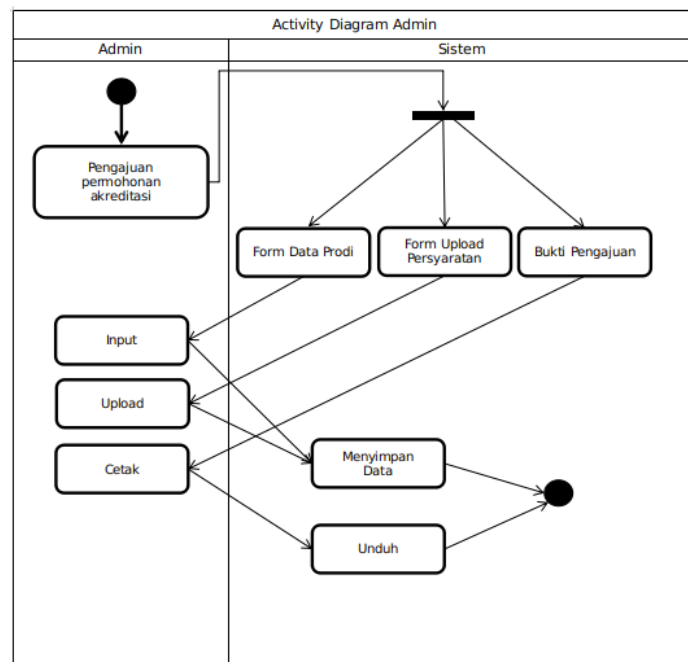 Activity Diagram Admin
Admin
Sistem
Pengajuan
permohonan
akreditasi
Form Data Prodi
Form Upload
Persyaratan
Bukti Pengajuan
Input
Upload
Cetak
Menyimpan
Data
Unduh